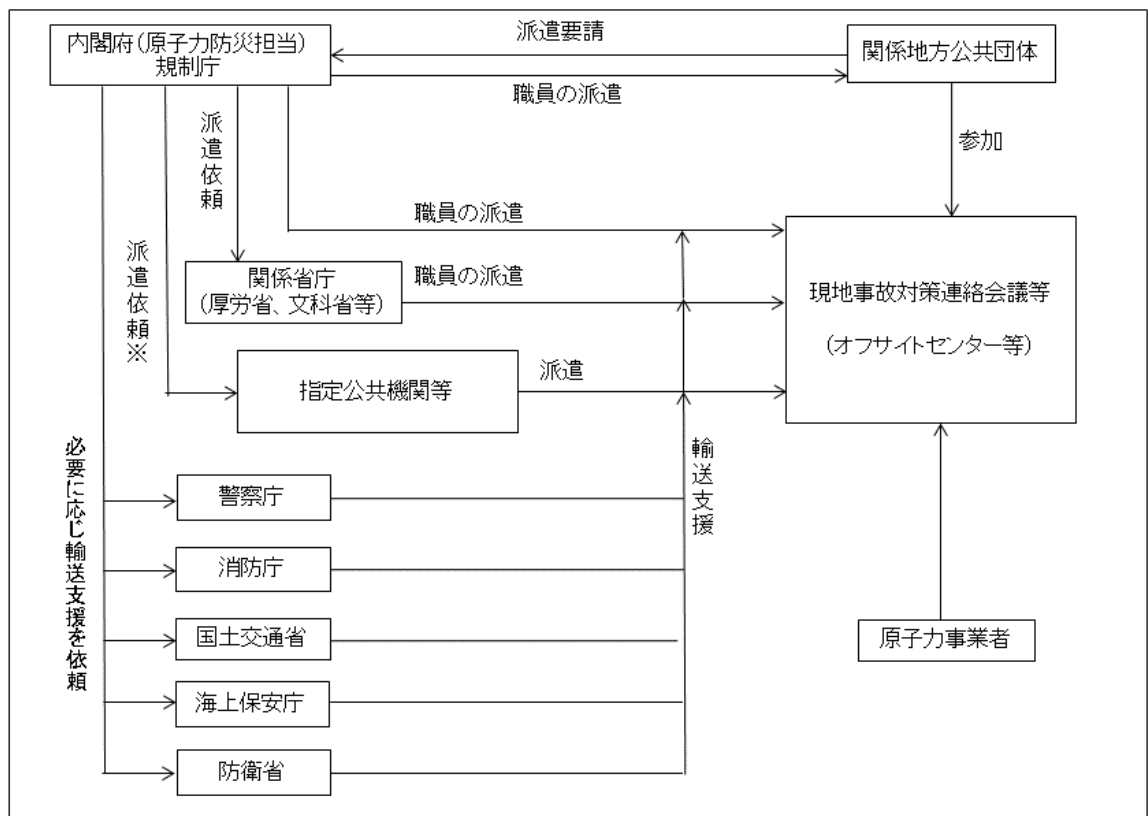 内閣府(原子力防災担当)
規制庁
派遣要請
関係地方公共団体
職員の派遣
派遣依頼
参加
職員の派遣
派遣依頼※
関係省庁
(厚労省、文科省等)
職員の派遣
現地事故対策連絡会議等
(オフサイトセンター等)
指定公共機関等
派遣
必要に応じ輸送支援を依頼
輸送支援
警察庁
消防庁
国土交通省
原子力事業者
海上保安庁
防衛省